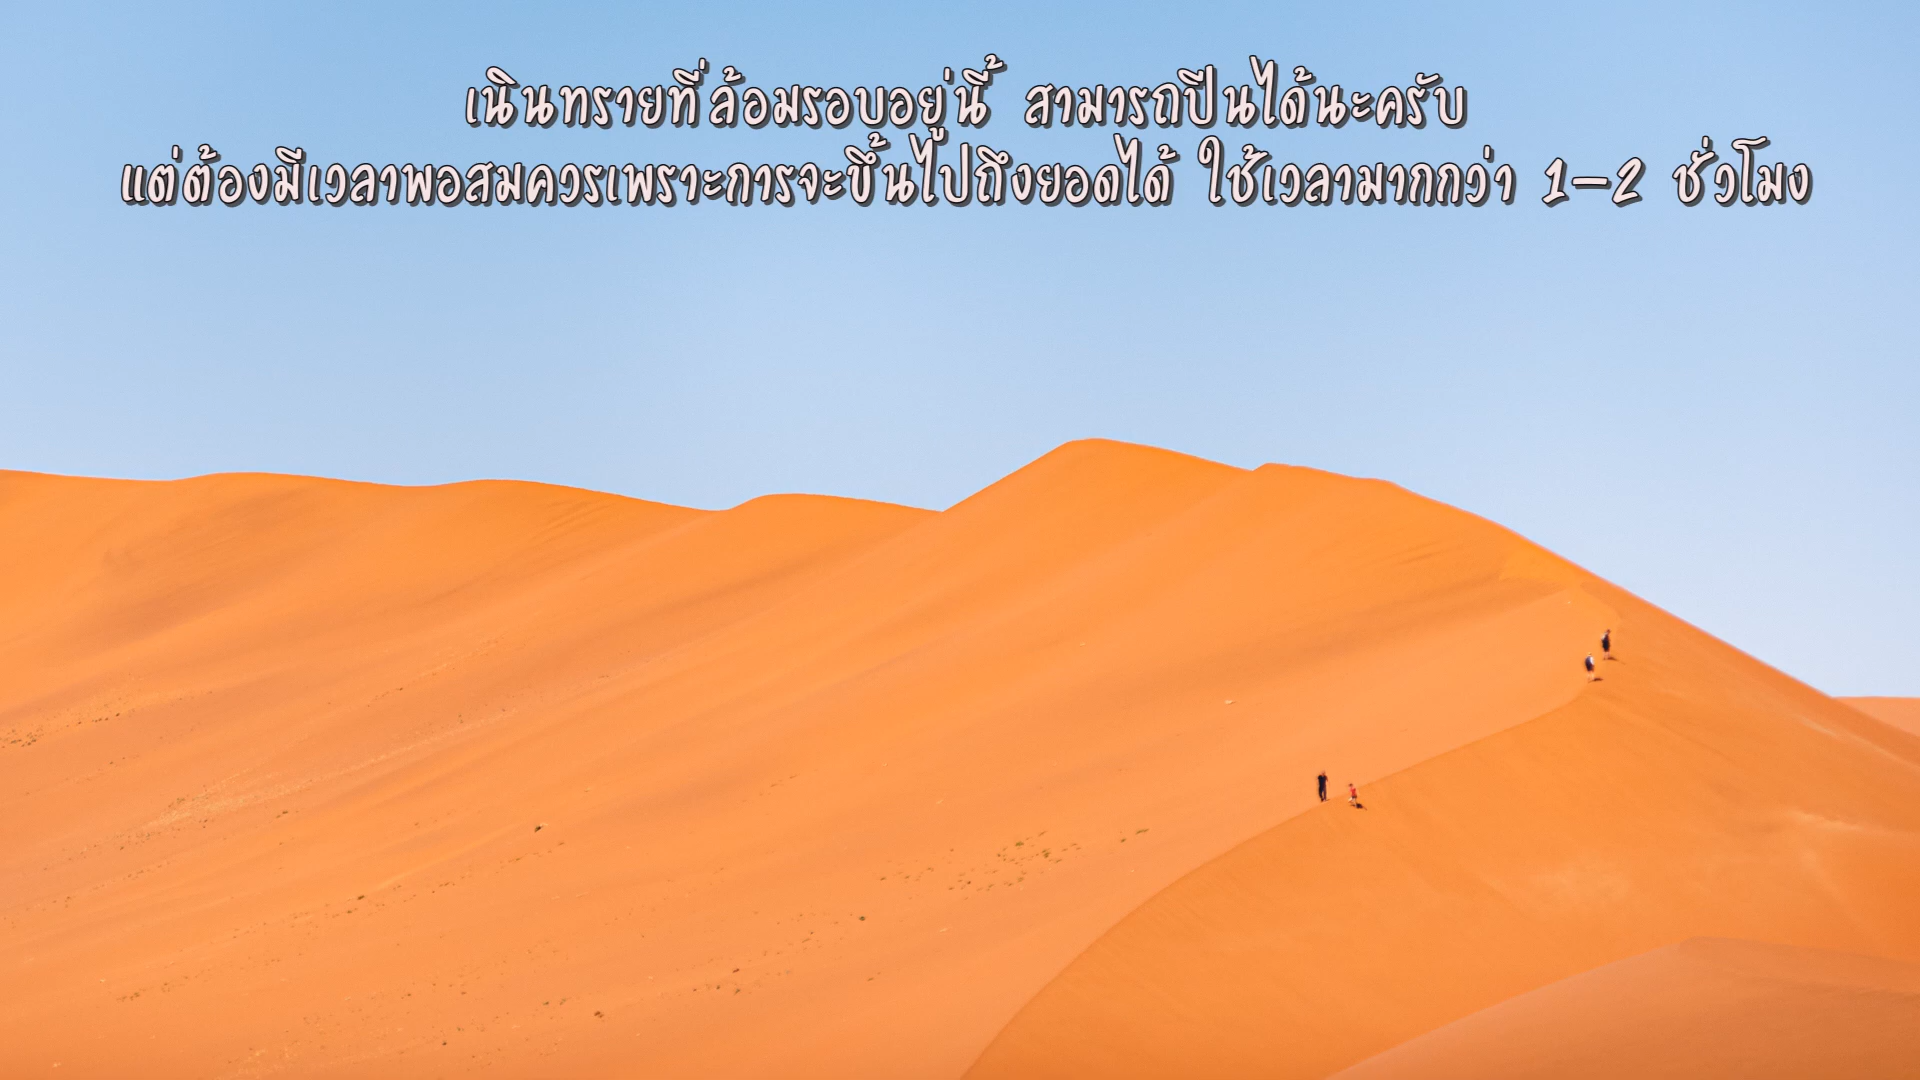 เนินทรายที่ล้อมรอบอยู่นี้ สามารถปีนได้นะครับ
แต่ต้องมีเวลาพอสมควรเพราะการจะขึ้นไปถึงยอดได้ ใช้เวลามากกว่า 1-2 ชั่วโมง